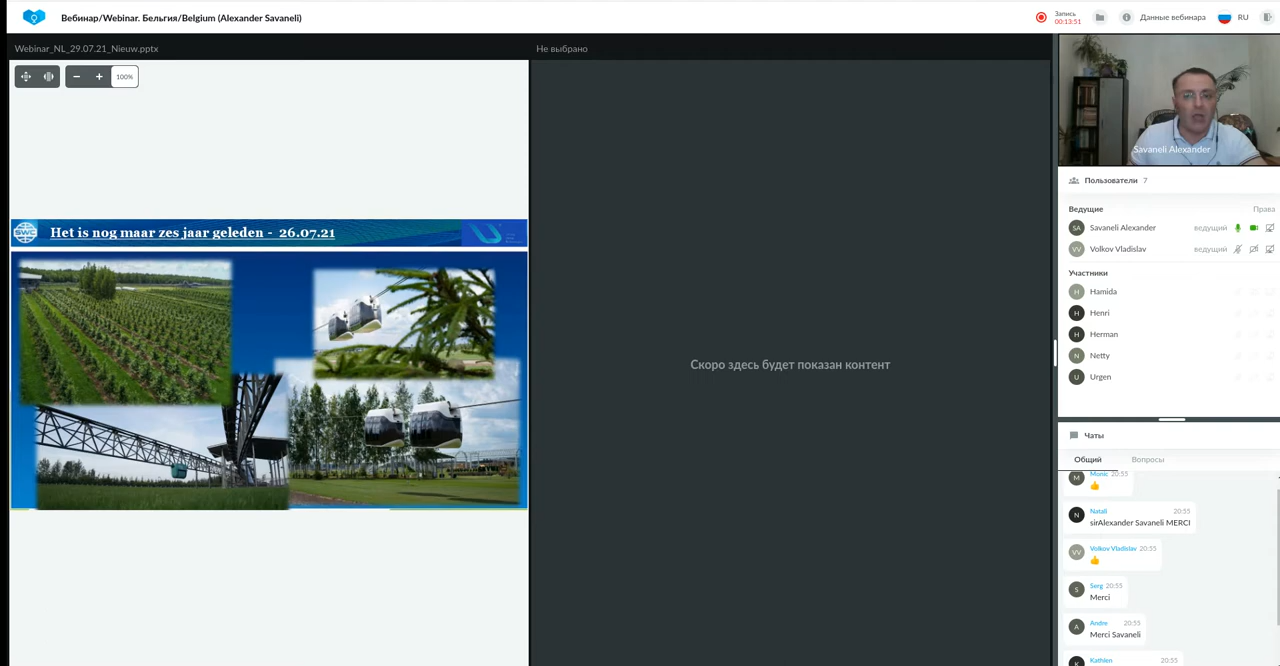 Вебинар/Webinar. Бельгия/Belgium (Alexander Savaneli)
Запись
00:13:51
Данные вебинара
RU
Webinar_NL_29.07.21_Nieuw.pptx
Не выбрано
100%
SWC
Het is nog maar zes jaar geleden - 26.07.21
Скоро здесь будет показан контент
Savaneli Alexander
Пользователи 7
Ведущие Права
SA Savaneli Alexander ведущий
VV Volkov Vladislav ведущий
Участники
H Hamida
H Henri
H Herman
N Netty
U Urgen
Чаты
Общий Вопросы
M Monic 20:55
👍
N Natali 20:55
sirAlexander Savaneli MERCI
VV Volkov Vladislav 20:55
👍
S Serg 20:55
Merci
A Andre 20:55
Merci Savaneli
K Kathlen 20:55